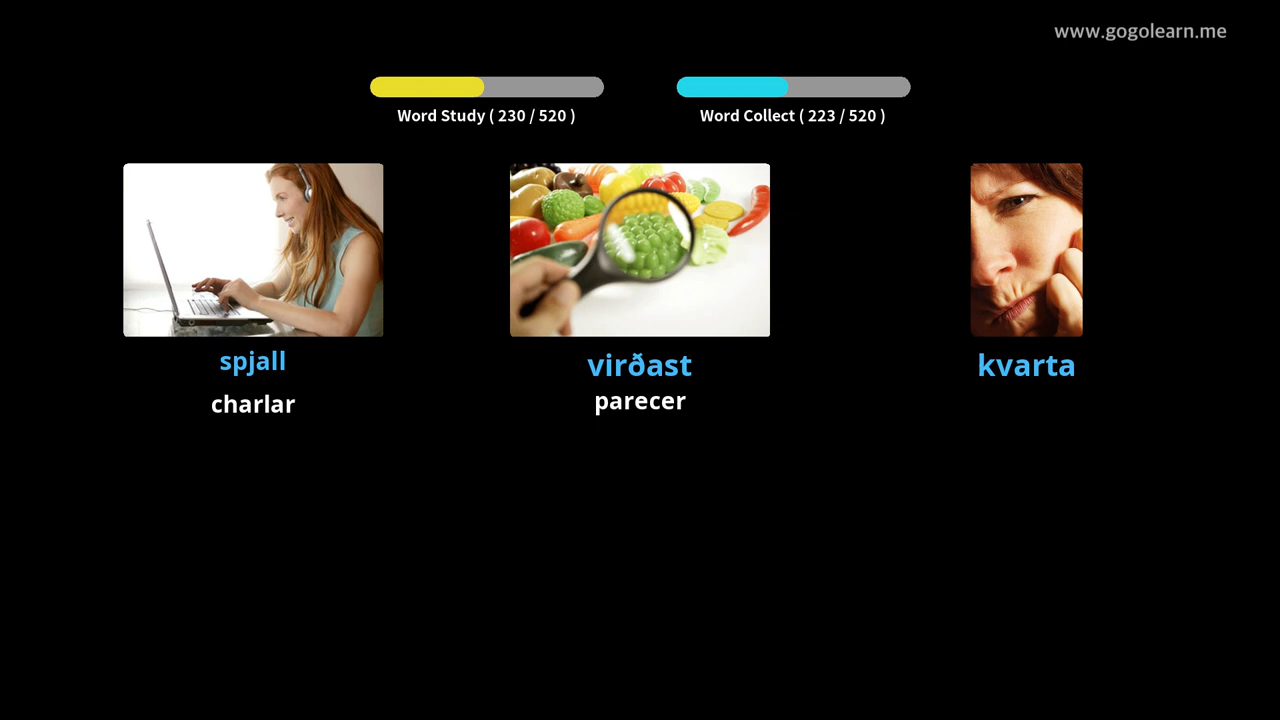 www.gogolearn.me
Word Study ( 230 / 520 )
Word Collect ( 223 / 520 )
spjall
charlar
virðast
parecer
kvarta